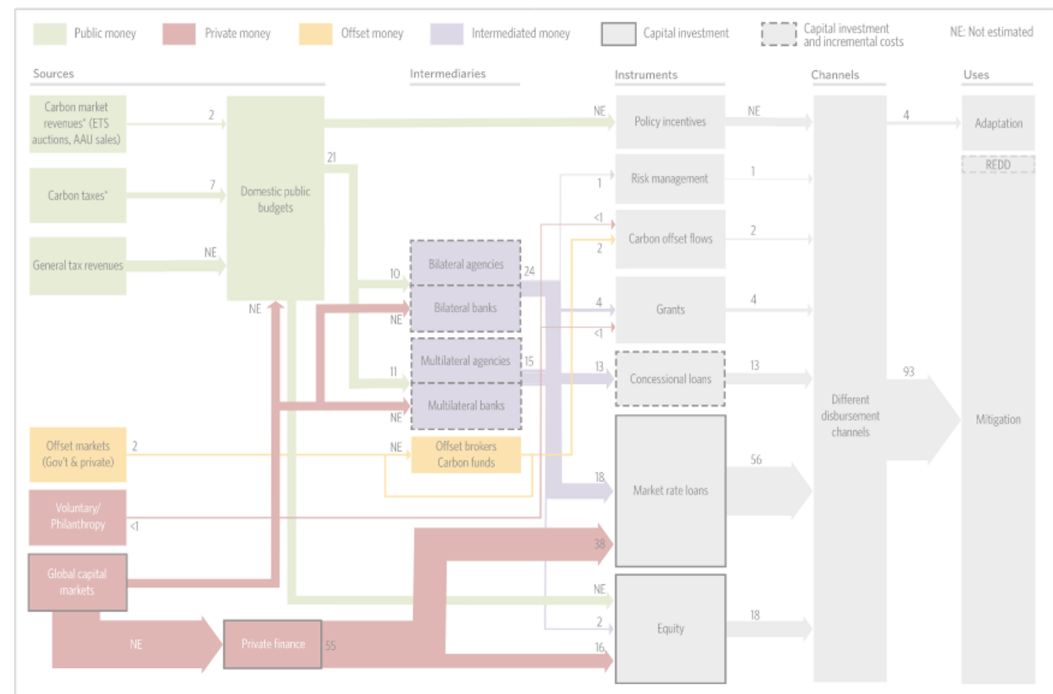 Public money
Private money
Offset money
Intermediated money
Capital investment
Capital investment
and incremental costs
NE: Not estimated
Sources
Intermediaries
Instruments
Channels
Uses
Carbon market
revenues* (ETS
auctions, AAU sales)
2
Carbon taxes*
7
General tax revenues
NE
Domestic public
budgets
21
NE
10
NE
11
NE
Bilateral agencies
Bilateral banks
24
Multilateral agencies
Multilateral banks
15
Offset markets
(Gov't & private)
2
NE
Offset brokers
Carbon funds
Voluntary/
Philanthropy
<1
Global capital
markets
NE
Private finance
55
NE
Policy incentives
NE
1
Risk management
1
<1
2
Carbon offset flows
2
4
<1
Grants
4
13
Concessional loans
13
18
38
Market rate loans
56
NE
2
16
Equity
18
Different
disbursement
channels
4
Adaptation
REDD
93
Mitigation